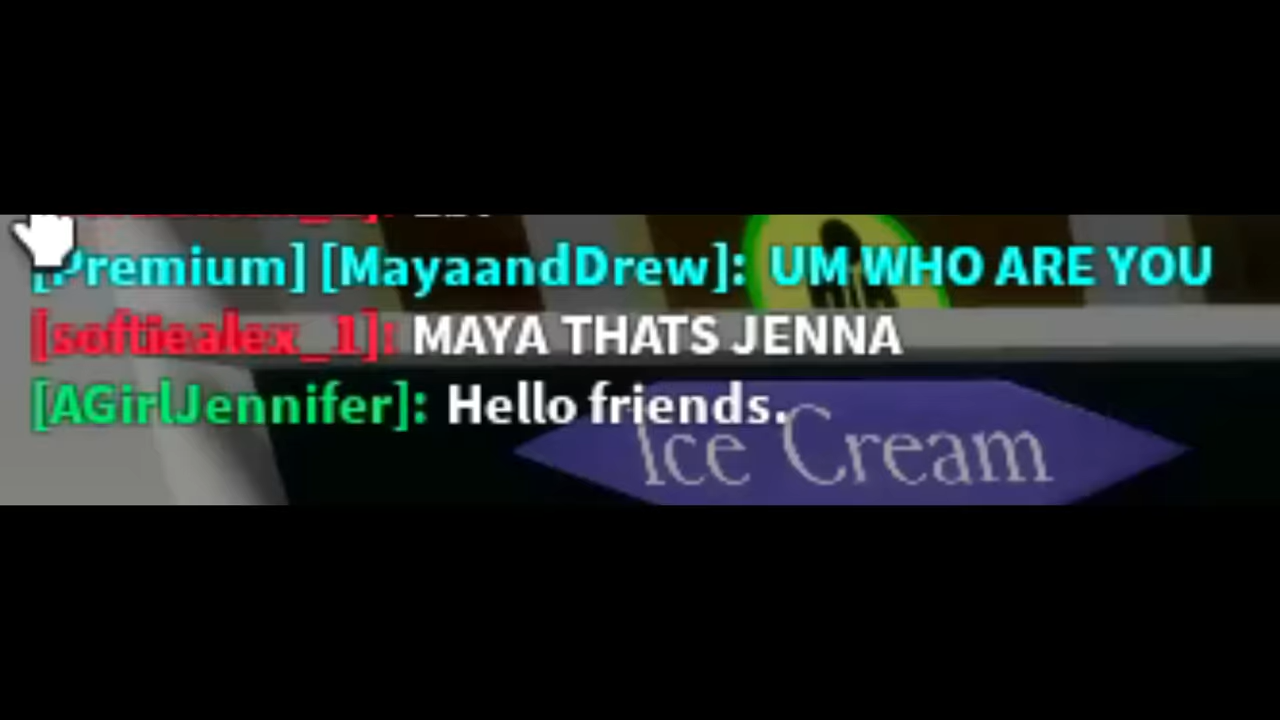 [Premium] [MayaandDrew]: UM WHO ARE YOU
[softiealex_1]: MAYA THATS JENNA
[AGirlJennifer]: Hello friends.
Ice Cream